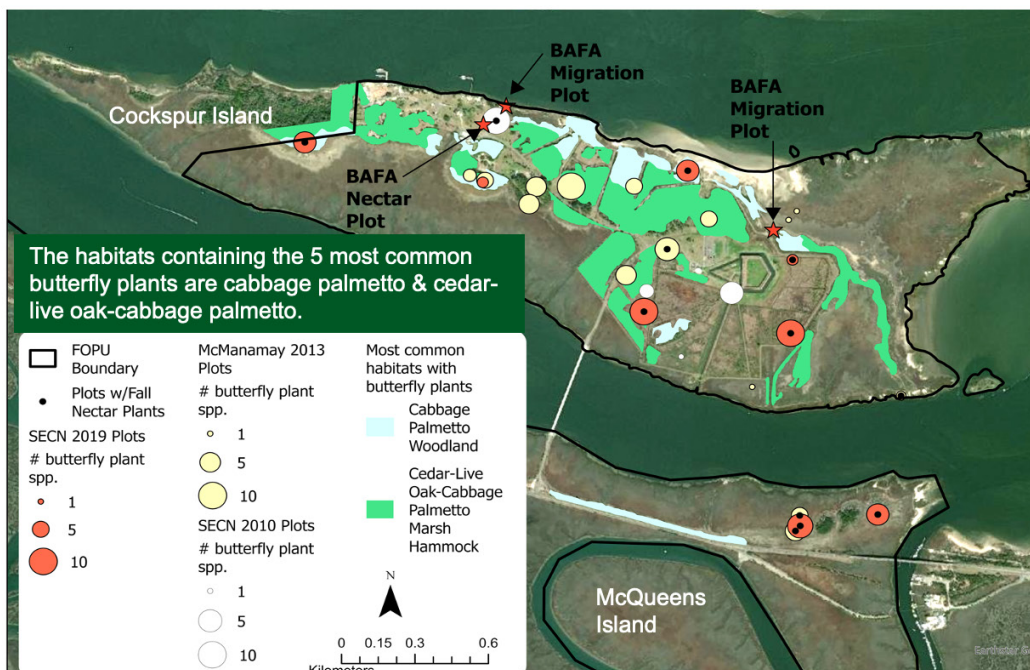 BAFA
Migration
Plot
BAFA
Migration
Plot
Cockspur Island
BAFA
Nectar
Plot
The habitats containing the 5 most common
butterfly plants are cabbage palmetto & cedar-
live oak-cabbage palmetto.
FOPU
Boundary
Plots w/Fall
Nectar Plants
SECN 2019 Plots
# butterfly plant
spp.
1
5
10
McManamay 2013
Plots
# butterfly plant
spp.
1
5
10
SECN 2010 Plots
# butterfly plant
spp.
1
5
10
Most common
habitats with
butterfly plants
Cabbage
Palmetto
Woodland
Cedar-Live
Oak-Cabbage
Palmetto
Marsh
Hammock
N
0 0.15 0.3 0.6
Kilometers
McQueens
Island